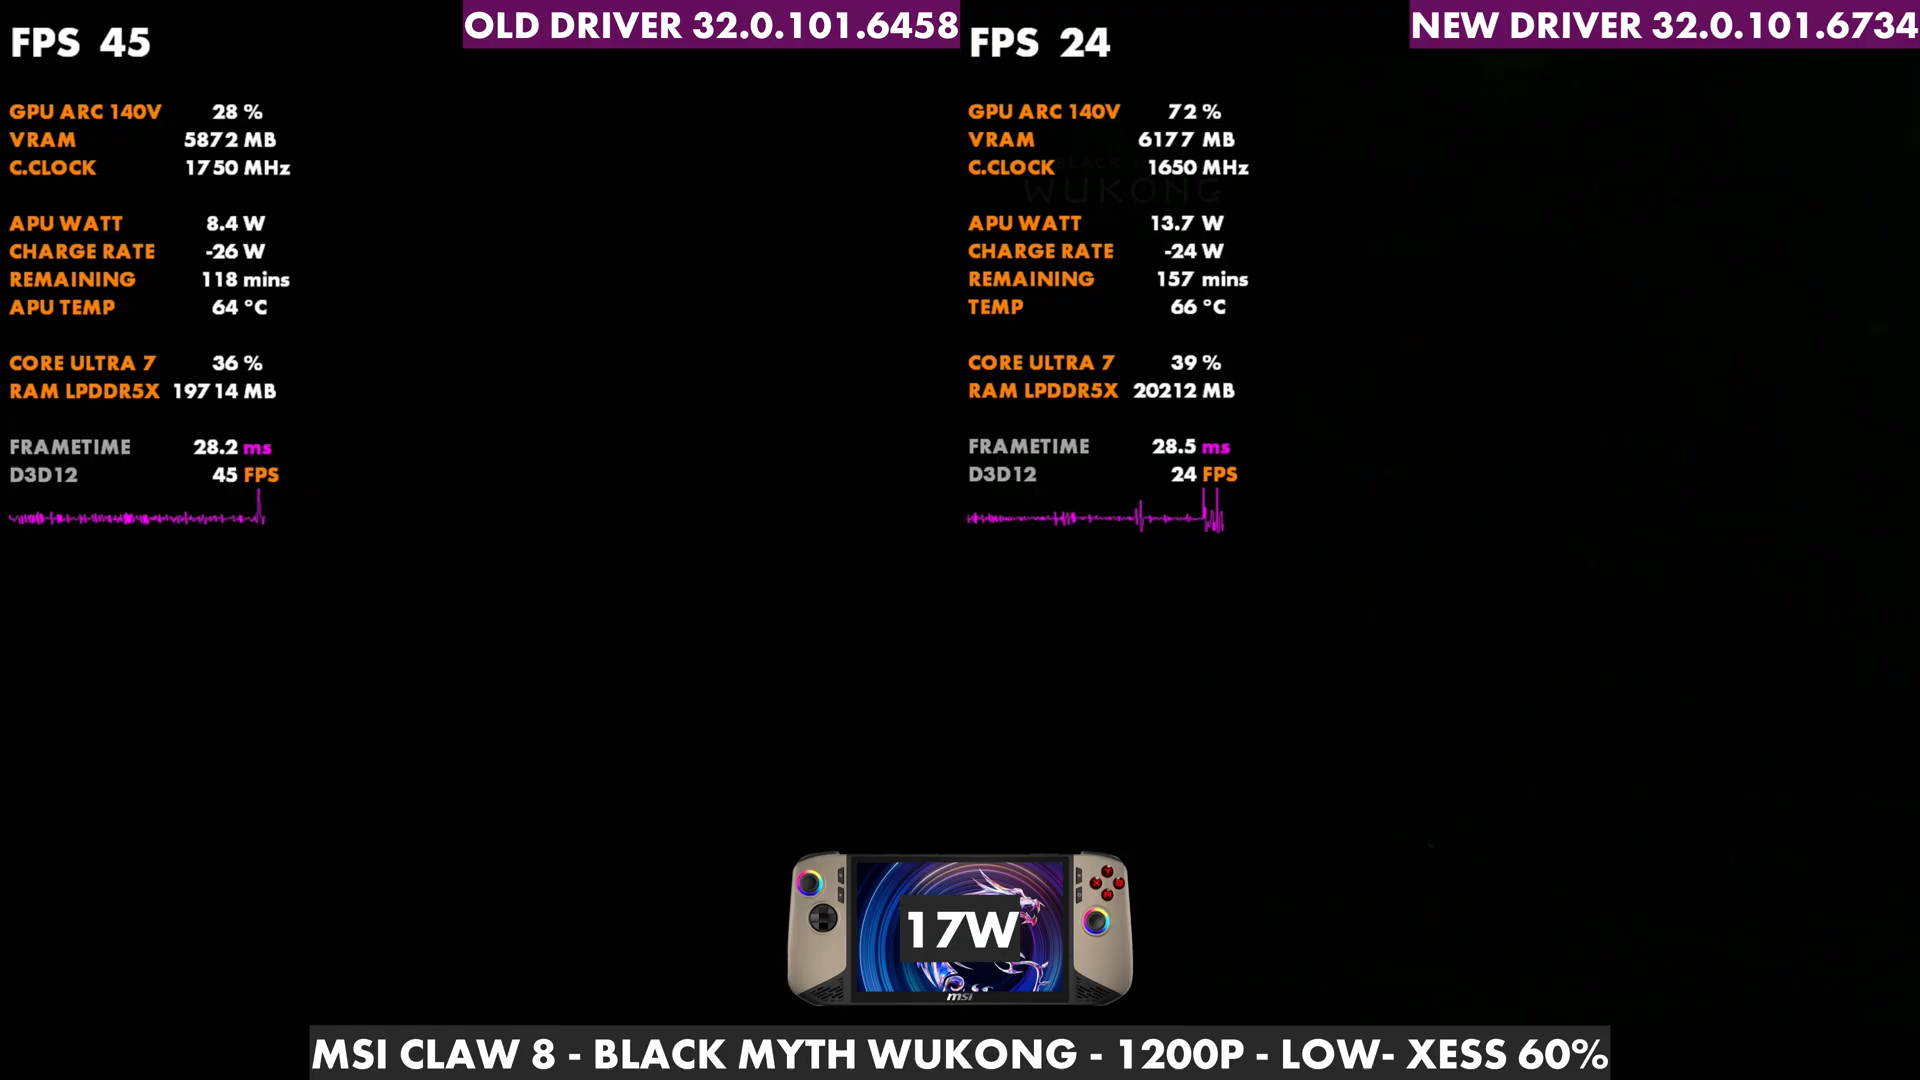 OLD DRIVER 32.0.101.6458
NEW DRIVER 32.0.101.6734
FPS 45
GPU ARC 140V 28 %
VRAM 5872 MB
C.CLOCK 1750 MHz
APU WATT 8.4 W
CHARGE RATE -26 W
REMAINING 118 mins
APU TEMP 64 °C
CORE ULTRA 7 36 %
RAM LPDDR5X 19714 MB
FRAMETIME 28.2 ms
D3D12 45 FPS
FPS 24
GPU ARC 140V 72 %
VRAM 6177 MB
BLACK
C.CLOCK 1650 MHz
WUKONG
APU WATT 13.7 W
CHARGE RATE -24 W
REMAINING 157 mins
TEMP 66 °C
CORE ULTRA 7 39 %
RAM LPDDR5X 20212 MB
FRAMETIME 28.5 ms
D3D12 24 FPS
17W
msi
MSI CLAW 8 - BLACK MYTH WUKONG - 1200P - LOW- XESS 60%